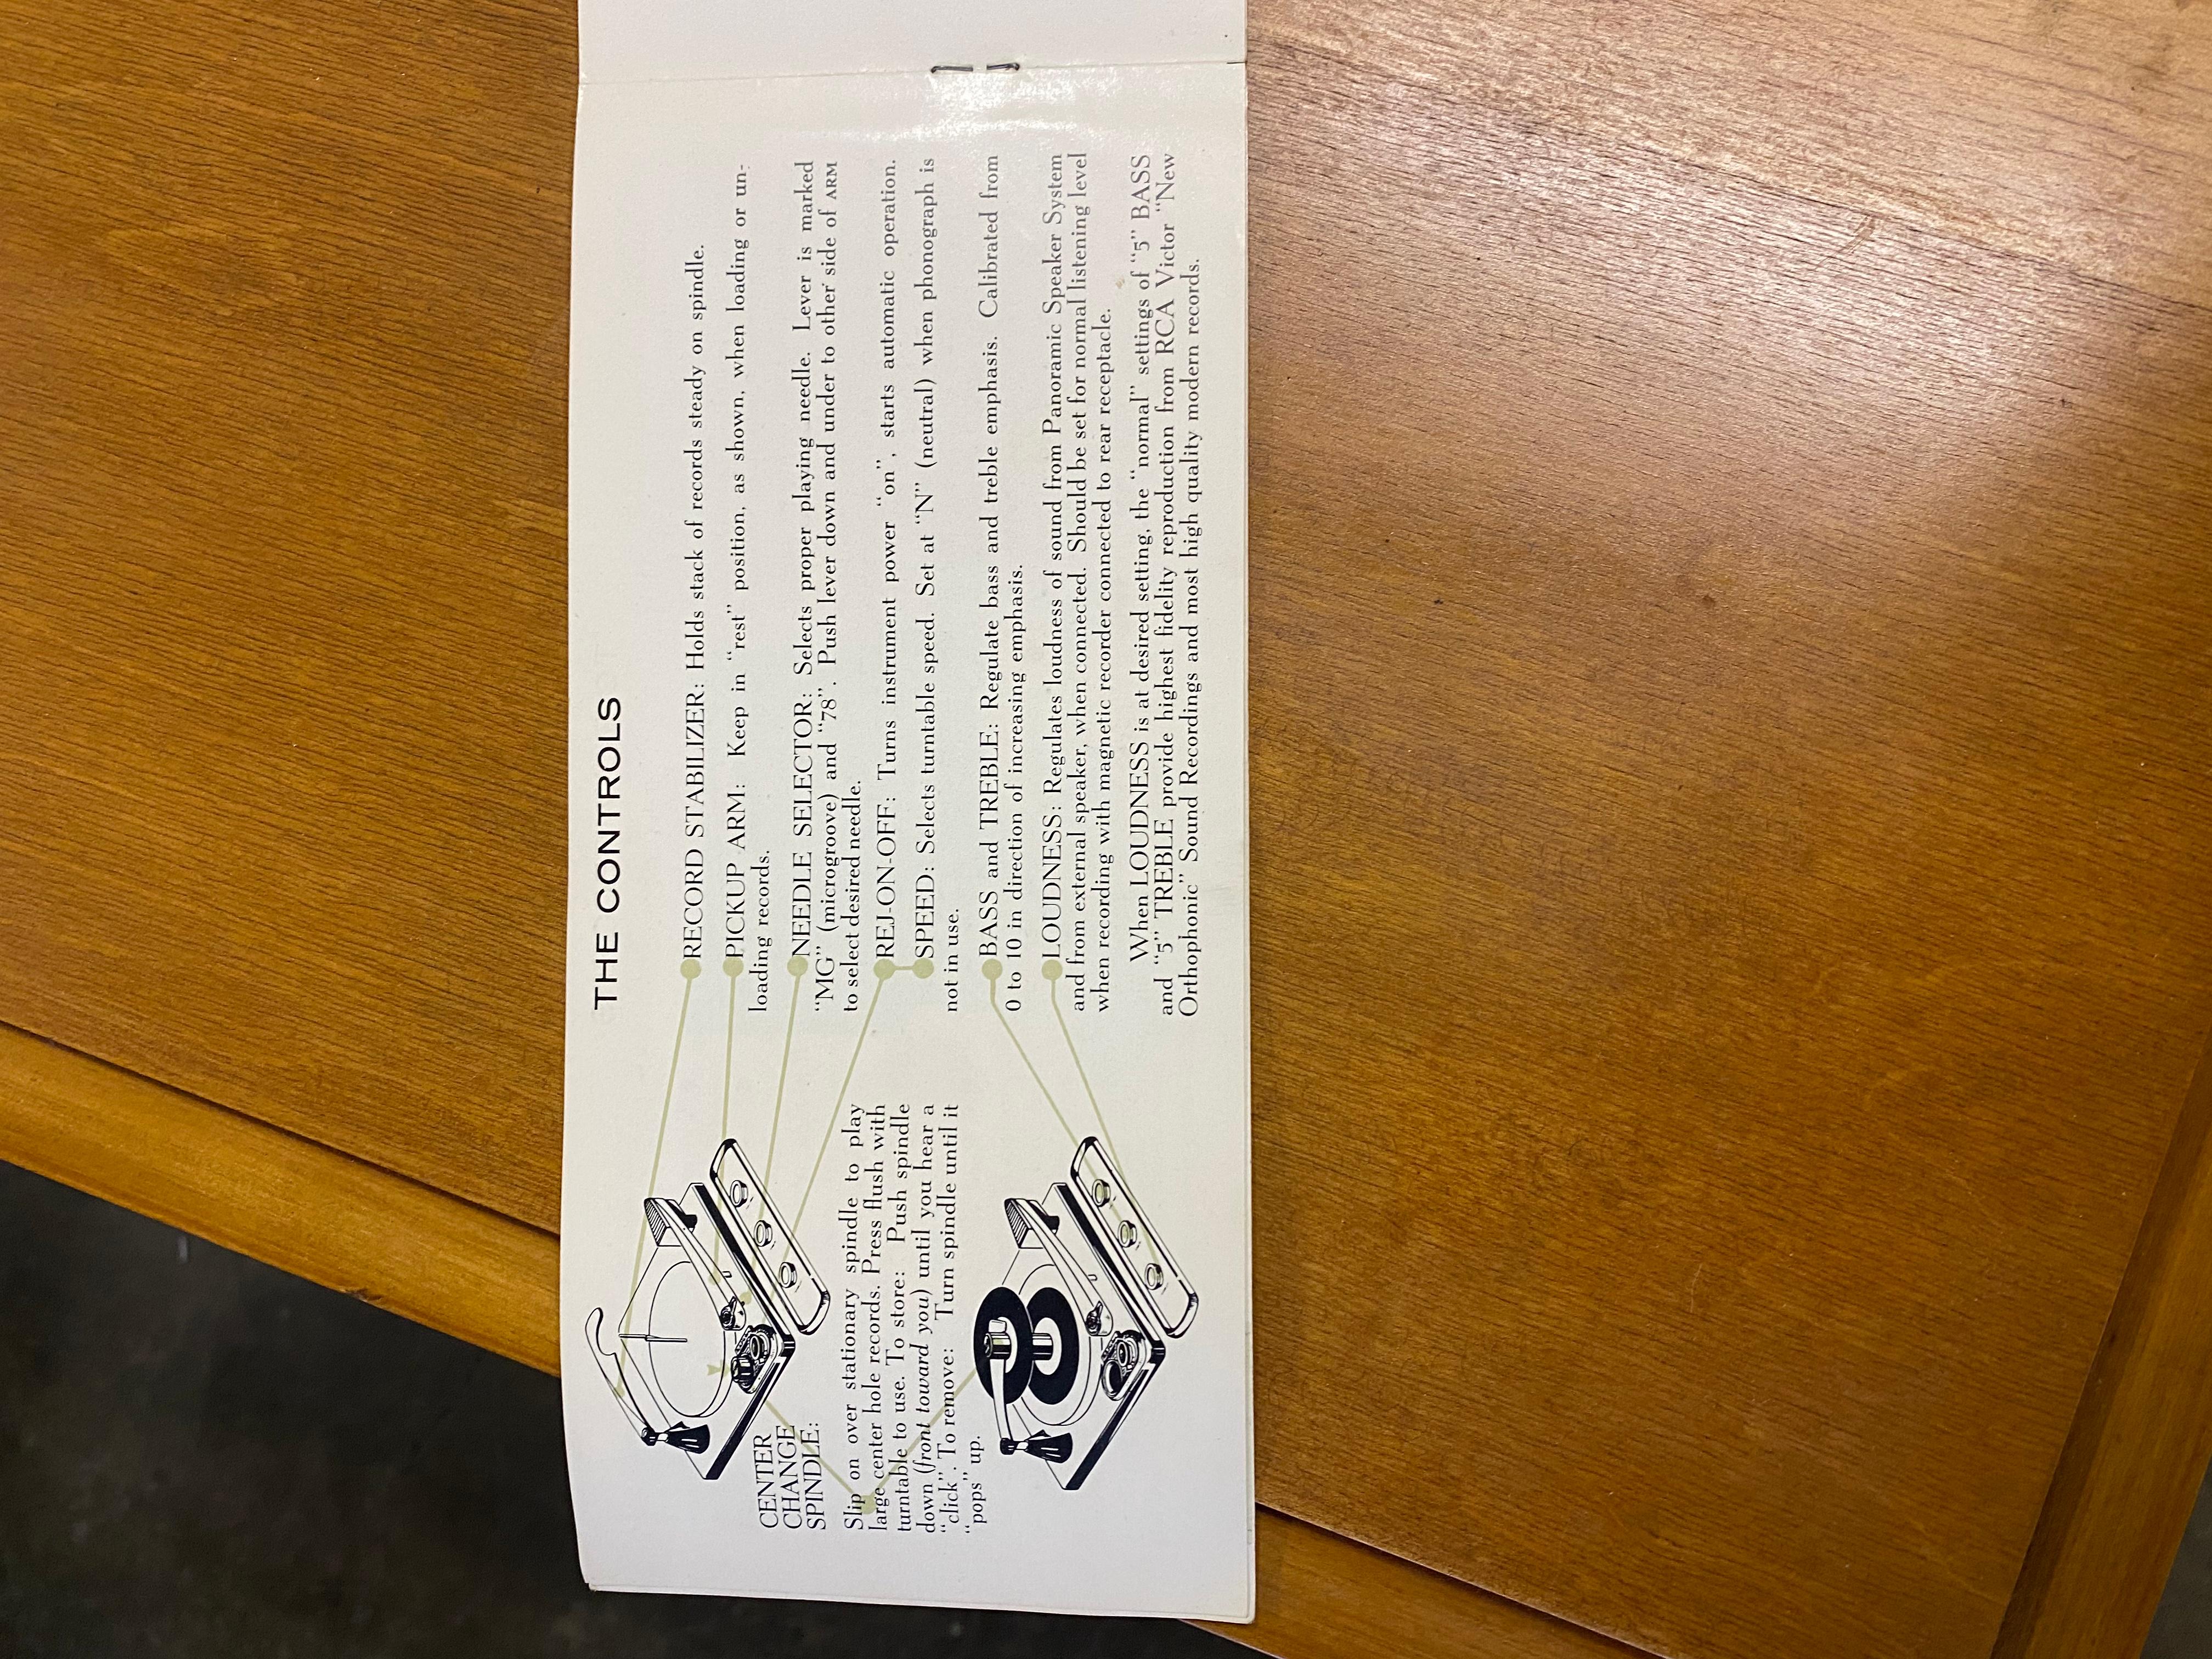 THE CONTROLS
RECORD STABILIZER: Holds stack of records steady on spindle.
PICKUP ARM: Keep in “rest” position, as shown, when loading or un-
loading records.
NEEDLE SELECTOR: Selects proper playing needle. Lever is marked
“MG” (microgroove) and “78”. Push lever down and under to other side of ARM
to select desired needle.
REJ-ON-OFF: Turns instrument power “on”, starts automatic operation.
SPEED: Selects turntable speed. Set at “N” (neutral) when phonograph is
not in use.
BASS and TREBLE: Regulate bass and treble emphasis. Calibrated from
0 to 10 in direction of increasing emphasis.
LOUDNESS: Regulates loudness of sound from Panoramic Speaker System
and from external speaker, when connected. Should be set for normal listening level
when recording with magnetic recorder connected to rear receptacle.
When LOUDNESS is at desired setting, the “normal” settings of “5” BASS
and “5” TREBLE provide highest fidelity reproduction from RCA Victor “New
Orthophonic” Sound Recordings and most high quality modern records.
CENTER
CHANGE
SPINDLE:
Slip on over stationary spindle to play
large center hole records. Press flush with
turntable to use. To store: Push spindle
down (front toward you) until you hear a
“click”. To remove: Turn spindle until it
“pops” up.